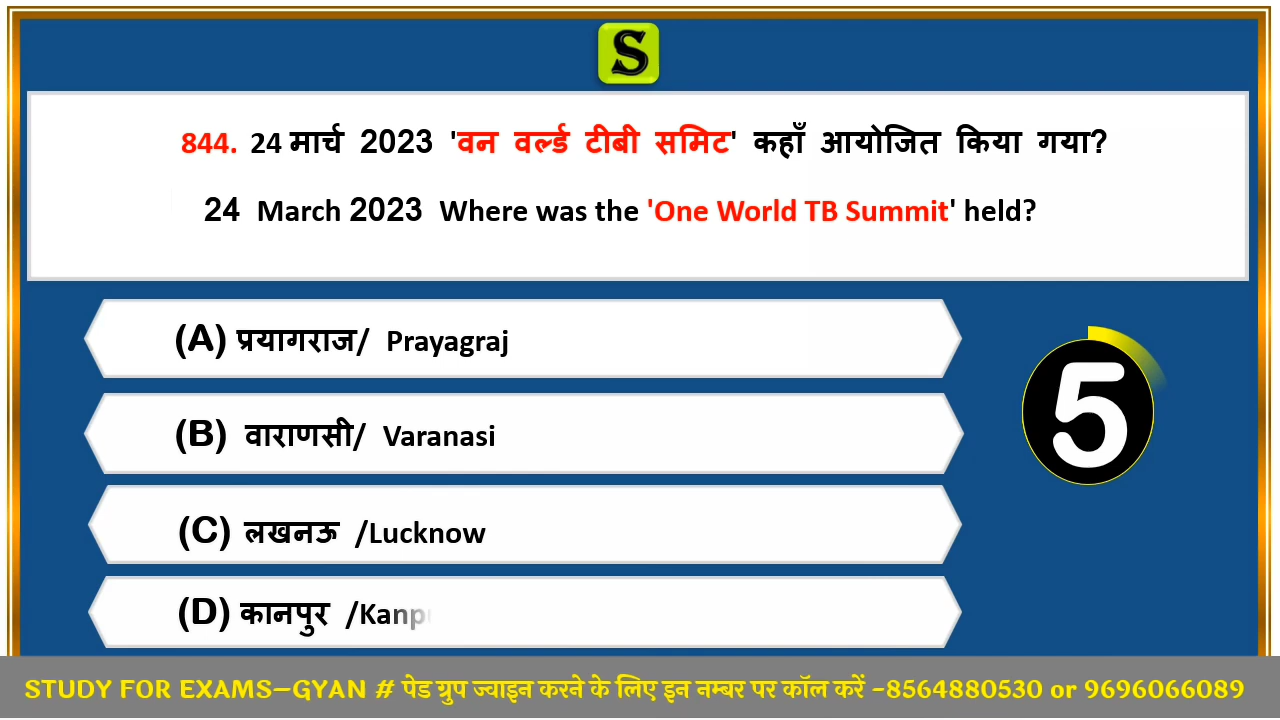 S
844. 24 मार्च 2023 'वन वर्ल्ड टीबी समिट' कहाँ आयोजित किया गया?
24 March 2023 Where was the 'One World TB Summit' held?
(A) प्रयागराज/ Prayagraj
(B) वाराणसी/ Varanasi
(C) लखनऊ /Lucknow
(D) कानपुर /Kanp
5
STUDY FOR EXAMS-GYAN # पेड ग्रुप ज्वाइन करने के लिए इन नम्बर पर कॉल करें -8564880530 or 9696066089